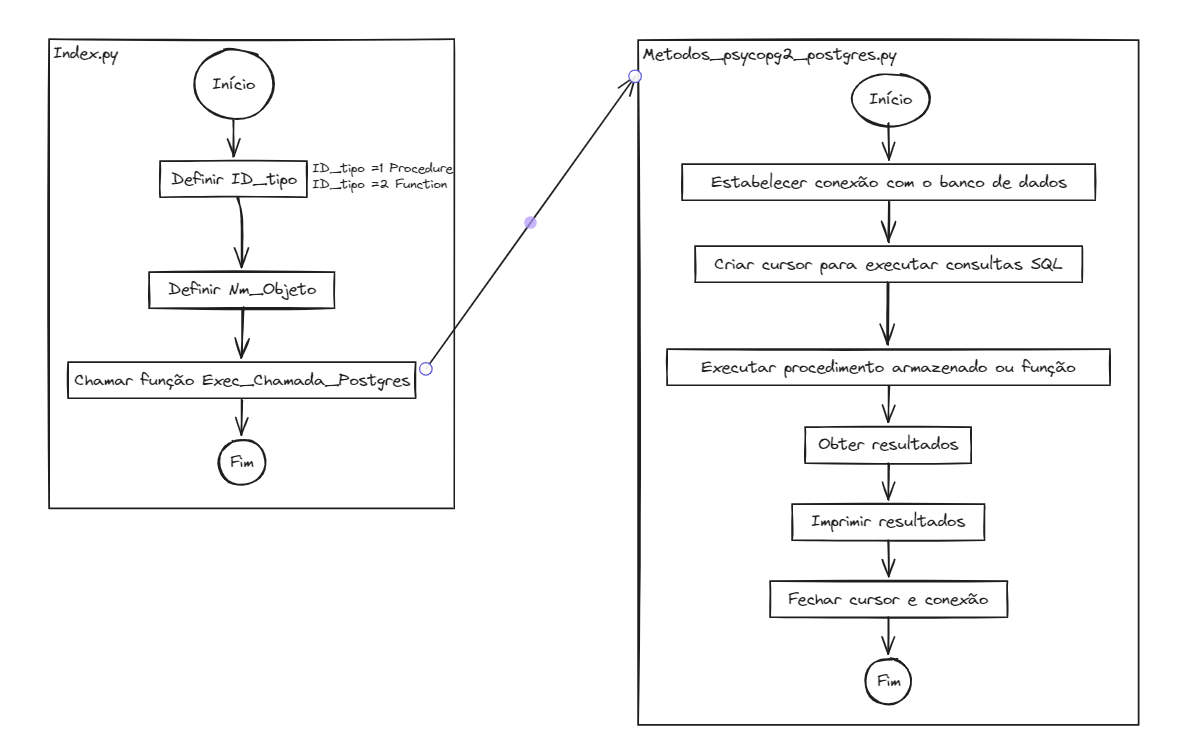 Index.py
Início
Definir ID_tipo
ID_tipo =1 Procedure
ID_tipo =2 Function
Definir Nm_Objeto
Chamar função Exec_Chamada_Postgres
Fim
Metodos_psycopg2_postgres.py
Início
Estabelecer conexão com o banco de dados
Criar cursor para executar consultas SQL
Executar procedimento armazenado ou função
Obter resultados
Imprimir resultados
Fechar cursor e conexão
Fim